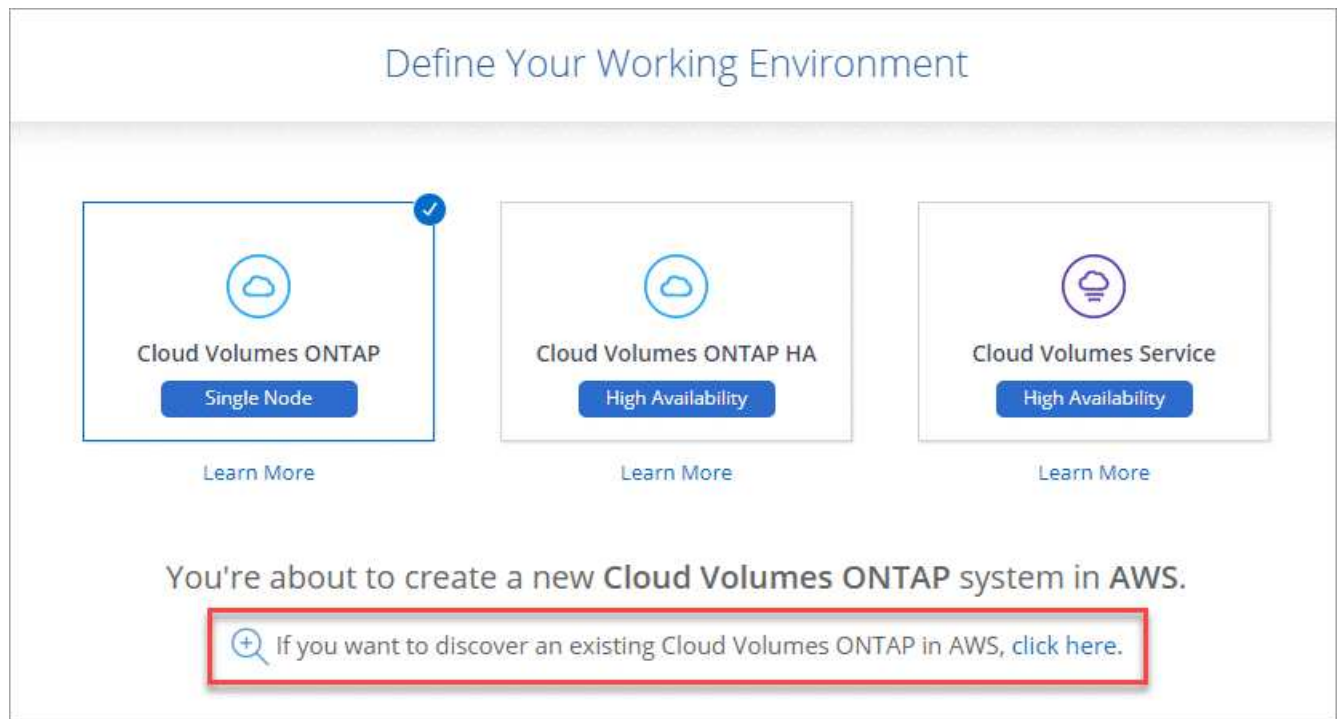 Define Your Working Environment
Cloud Volumes ONTAP
Single Node
Learn More
Cloud Volumes ONTAP HA
High Availability
Learn More
Cloud Volumes Service
High Availability
Learn More
You're about to create a new Cloud Volumes ONTAP system in AWS.
If you want to discover an existing Cloud Volumes ONTAP in AWS, click here.